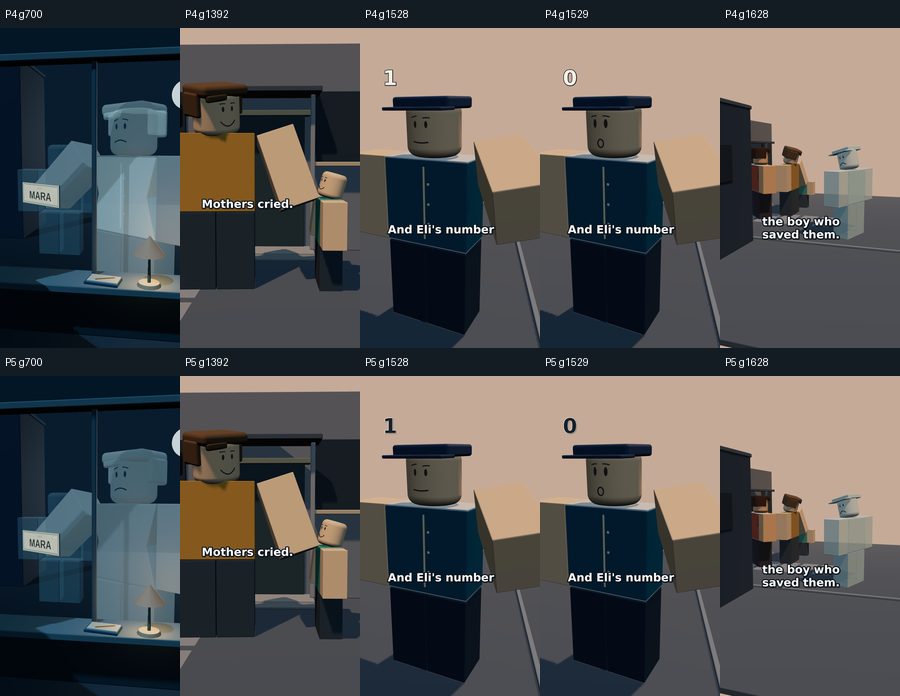 P4 g700
P4 g1392
P4 g1528
P4 g1529
P4 g1628
MARA
Mothers cried.
1
And Eli's number
0
And Eli's number
the boy who
saved them.
P5 g700
P5 g1392
P5 g1528
P5 g1529
P5 g1628
MARA
Mothers cried.
1
And Eli's number
0
And Eli's number
the boy who
saved them.